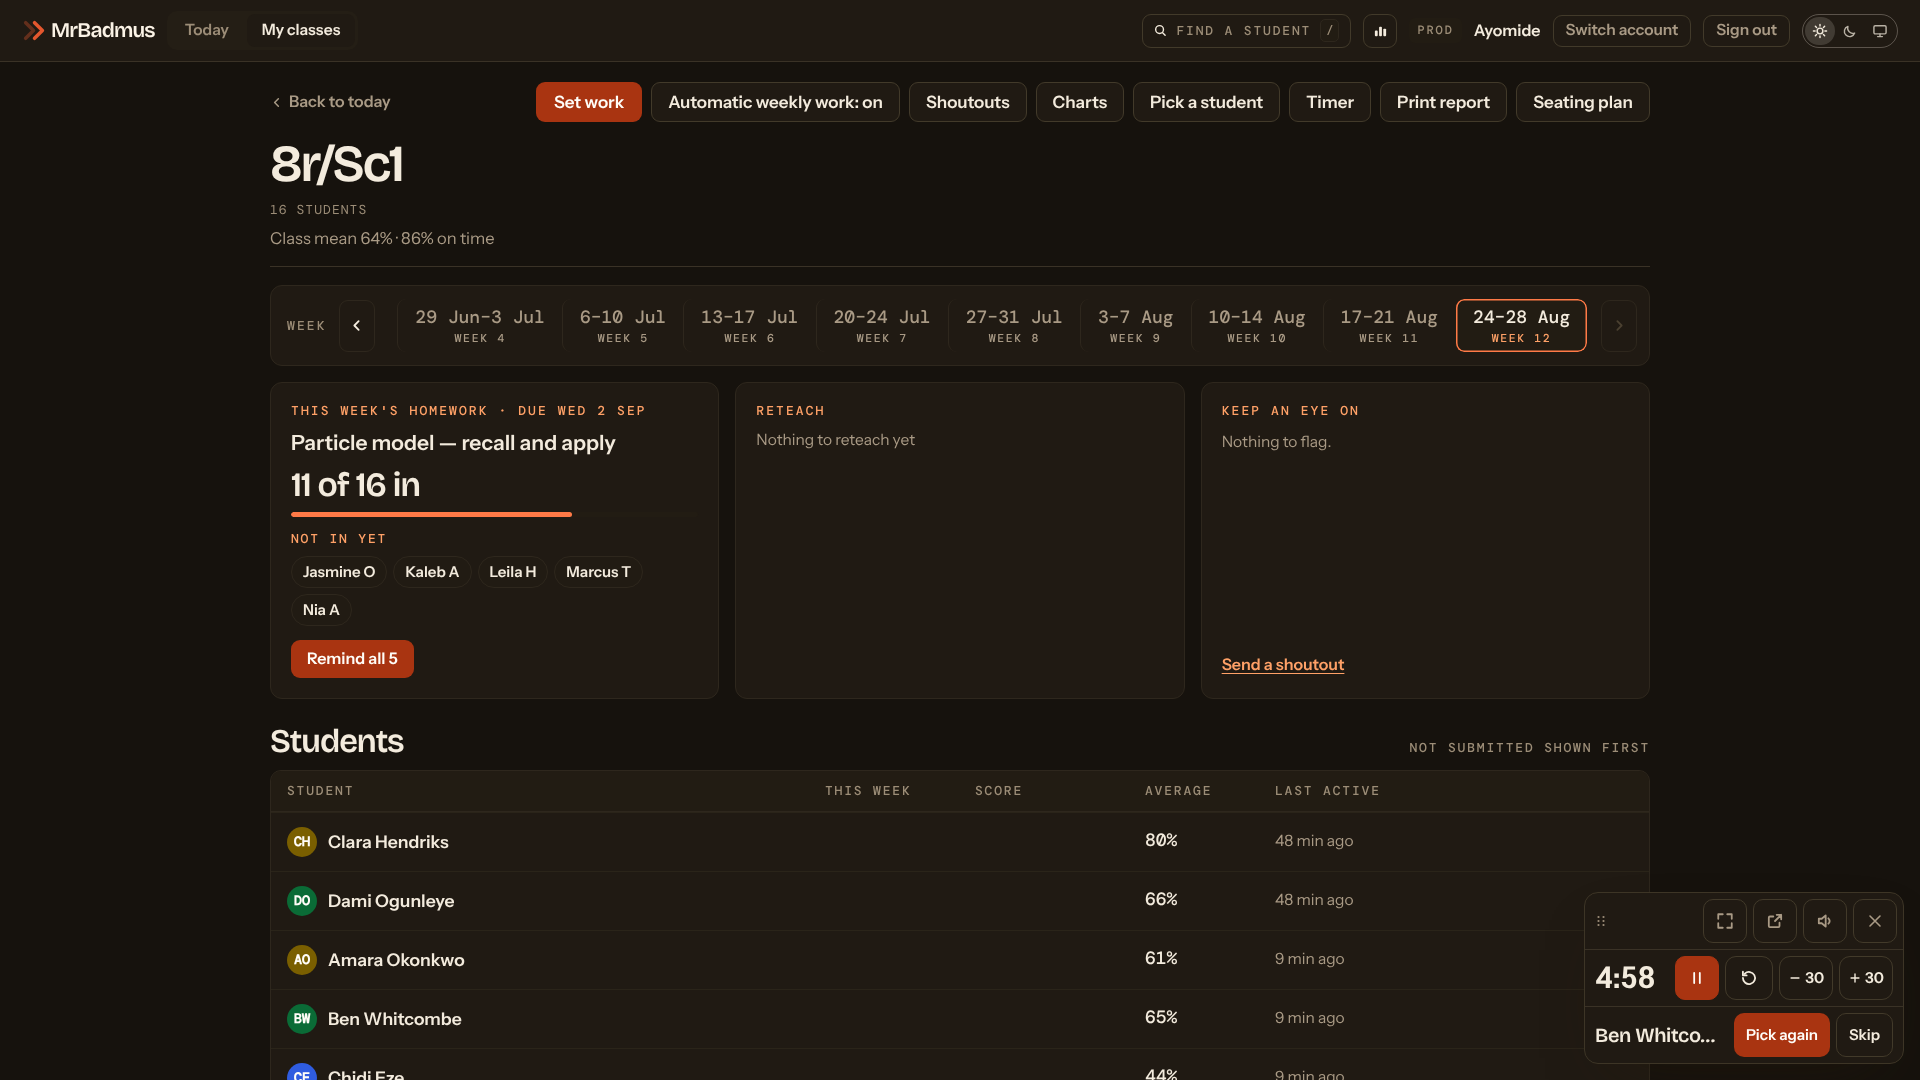 MrBadmus
Today
My classes
FIND A STUDENT /
PROD
Ayomide
Switch account
Sign out
Back to today
Set work
Automatic weekly work: on
Shoutouts
Charts
Pick a student
Timer
Print report
Seating plan
8r/Sc1
16 STUDENTS
Class mean 64% · 86% on time
WEEK
29 Jun–3 Jul
WEEK 4
6–10 Jul
WEEK 5
13–17 Jul
WEEK 6
20–24 Jul
WEEK 7
27–31 Jul
WEEK 8
3–7 Aug
WEEK 9
10–14 Aug
WEEK 10
17–21 Aug
WEEK 11
24–28 Aug
WEEK 12
THIS WEEK'S HOMEWORK · DUE WED 2 SEP
Particle model — recall and apply
11 of 16 in
NOT IN YET
Jasmine O
Kaleb A
Leila H
Marcus T
Nia A
Remind all 5
RETEACH
Nothing to reteach yet
KEEP AN EYE ON
Nothing to flag.
Send a shoutout
Students
NOT SUBMITTED SHOWN FIRST
STUDENT THIS WEEK SCORE AVERAGE LAST ACTIVE
CH Clara Hendriks 80% 48 min ago
DO Dami Ogunleye 66% 48 min ago
AO Amara Okonkwo 61% 9 min ago
BW Ben Whitcombe 65% 9 min ago
CE Chidi Eze 44% 9 min ago
4:58
− 30
+ 30
Ben Whitco...
Pick again
Skip